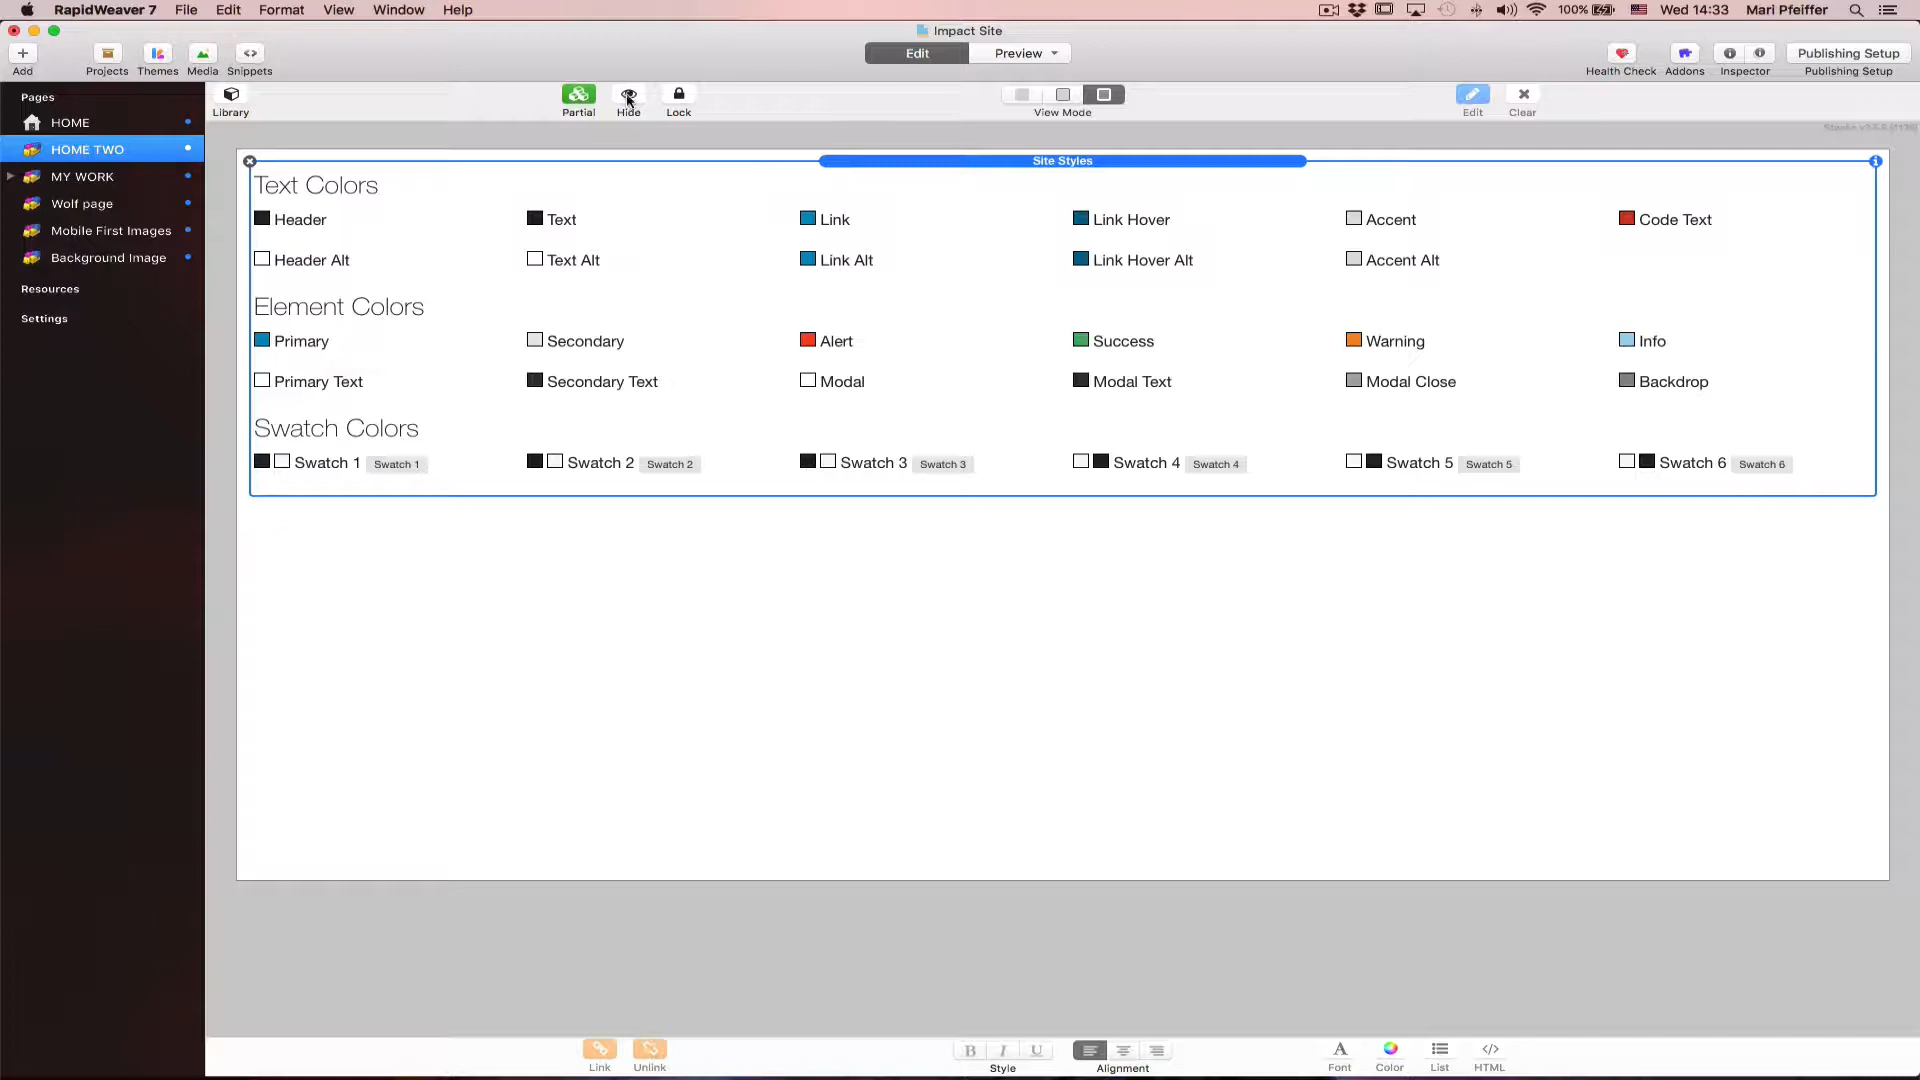 RapidWeaver 7 File Edit Format View Window Help 100% Wed 14:33 Mari Pfeiffer
Impact Site
Edit Preview Publishing Setup
Add Projects Themes Media Snippets Health Check Addons Inspector Publishing Setup
Pages
HOME
HOME TWO
MY WORK
Wolf page
Mobile First Images
Background Image
Resources
Settings
Library Partial Hide Lock View Mode Edit Clear
Site Styles
Text Colors
Header Text Link Link Hover Accent Code Text
Header Alt Text Alt Link Alt Link Hover Alt Accent Alt
Element Colors
Primary Secondary Alert Success Warning Info
Primary Text Secondary Text Modal Modal Text Modal Close Backdrop
Swatch Colors
Swatch 1 Swatch 1 Swatch 2 Swatch 2 Swatch 3 Swatch 3 Swatch 4 Swatch 4 Swatch 5 Swatch 5 Swatch 6 Swatch 6
B I U A
Link Unlink Style Alignment Font Color List HTML